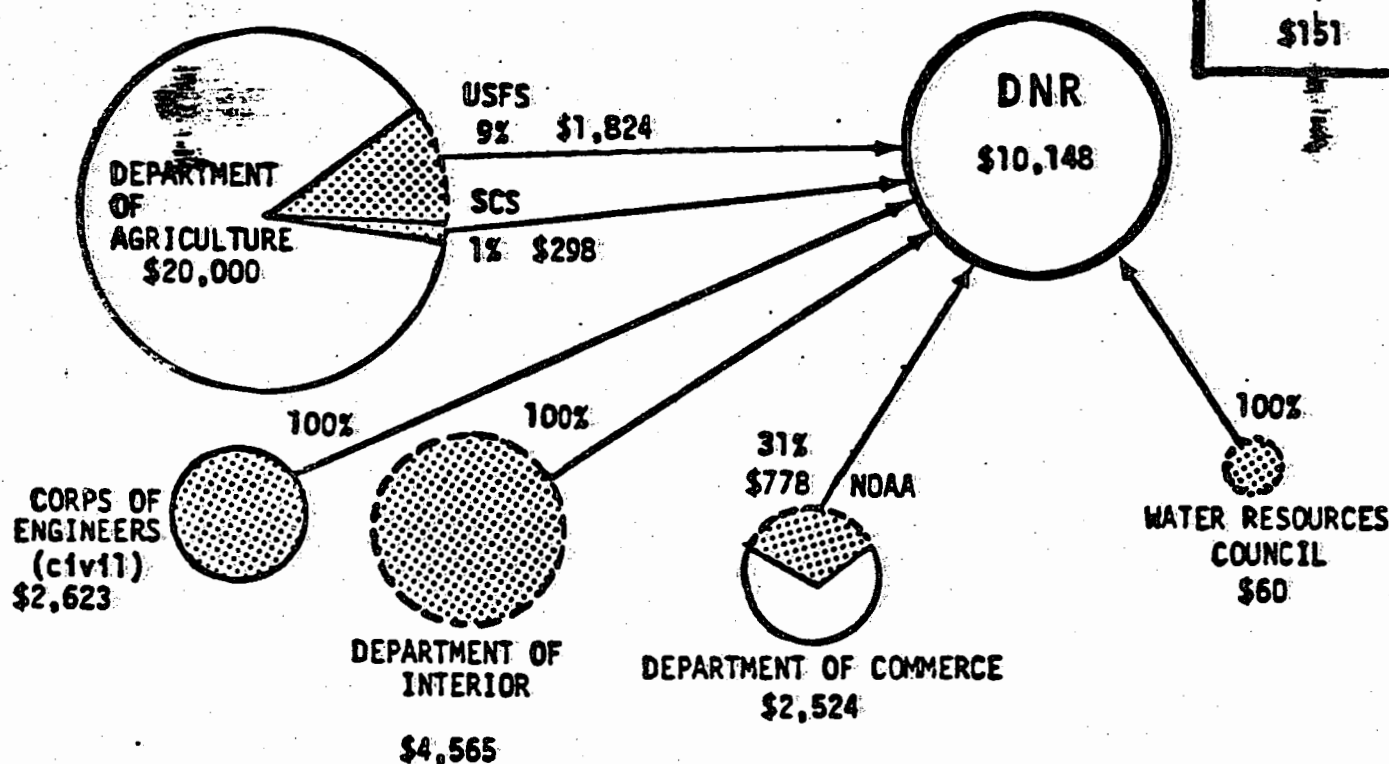 $151
DNR
$10,148
USFS
9% $1,824
SCS
1% $298
DEPARTMENT
OF
AGRICULTURE
$20,000
100%
100%
31%
$778 NOAA
100%
CORPS OF
ENGINEERS
(civil)
$2,623
DEPARTMENT OF
INTERIOR
$4,565
DEPARTMENT OF COMMERCE
$2,524
WATER RESOURCES
COUNCIL
$60